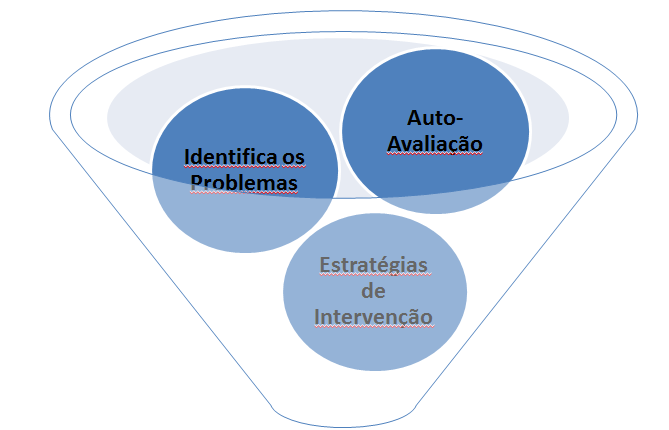 Auto-
Avaliação
Identifica os
Problemas
Estratégias
de
Intervenção